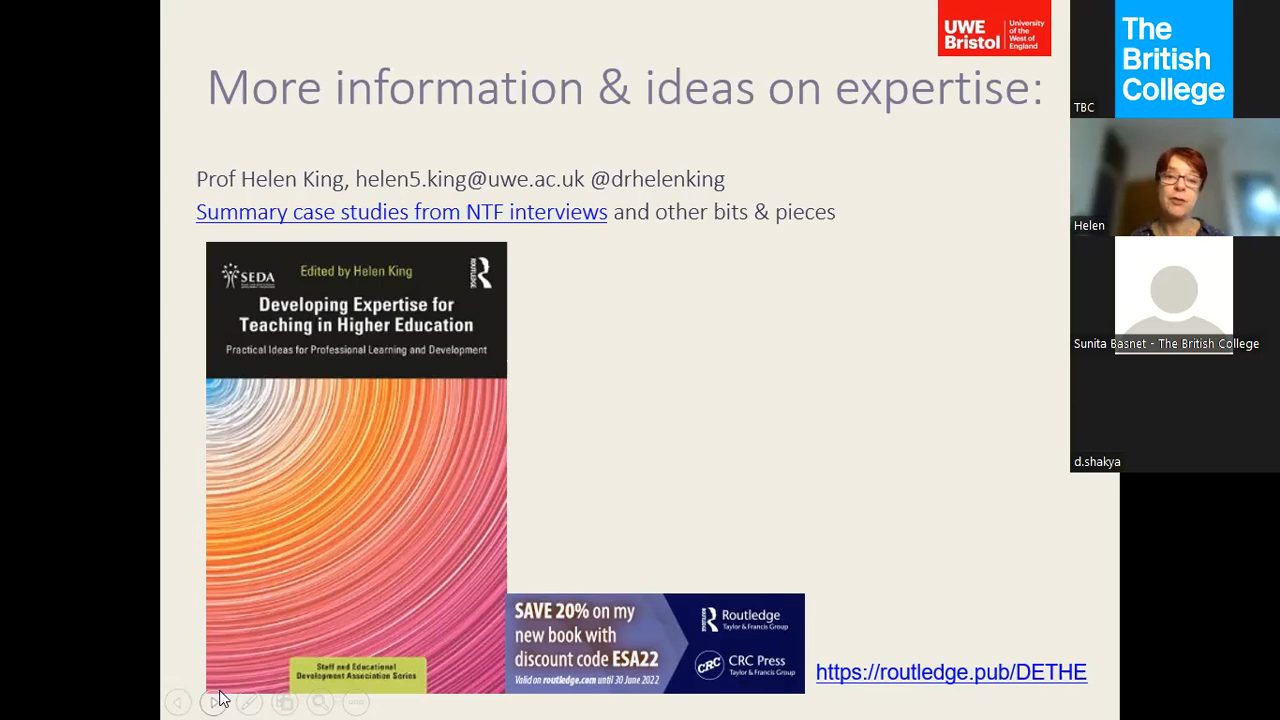 UWE
Bristol
University
of the
West of
England
More information & ideas on expertise:
Prof Helen King, helen5.king@uwe.ac.uk @drhelenking
Summary case studies from NTF interviews and other bits & pieces
SEDA
Edited by Helen King
Developing Expertise for
Teaching in Higher Education
Practical Ideas for Professional Learning and Development
Staff and Educational
Development Association Series
SAVE 20% on my
new book with
discount code ESA22
Valid on routledge.com until 30 June 2022
Routledge
Taylor & Francis Group
CRC
CRC Press
Taylor & Francis Group
https://routledge.pub/DETHE
The
British
College
TBC
Helen
Sunita Basnet - The British College
d.shakya